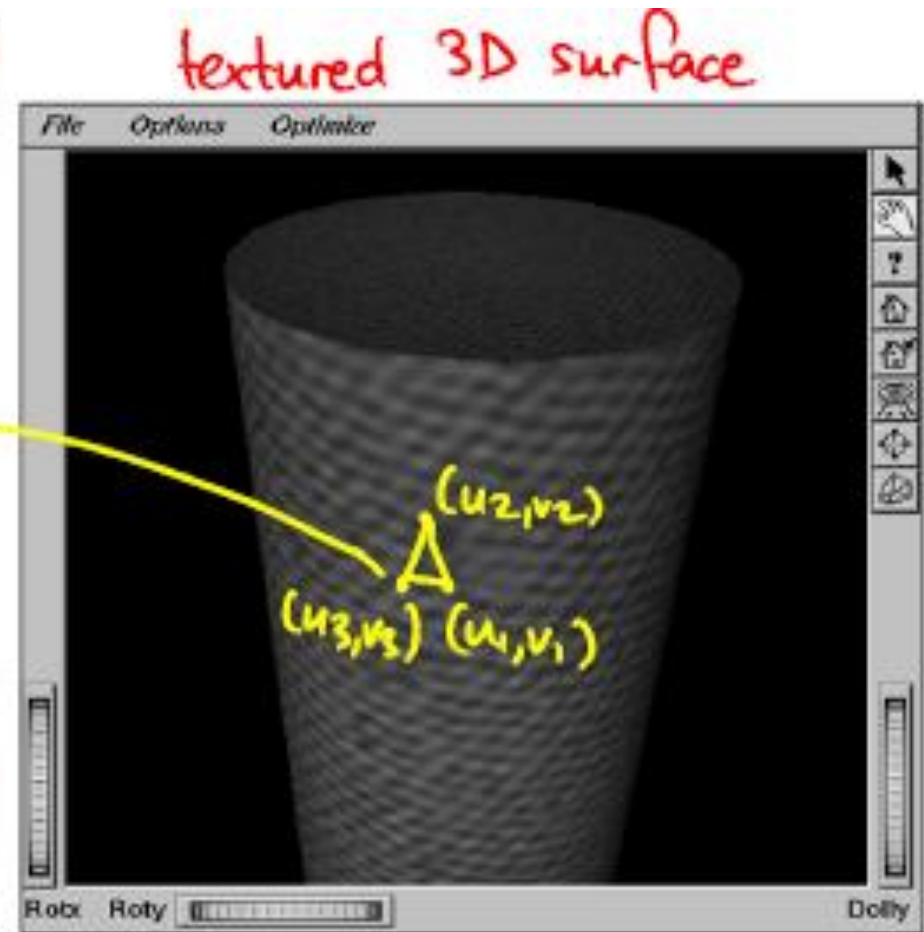 textured 3D surface
File Options Optimize
(u2,v2)
(u3,v3) (u1,v1)
?
Rotx Roty Dolly